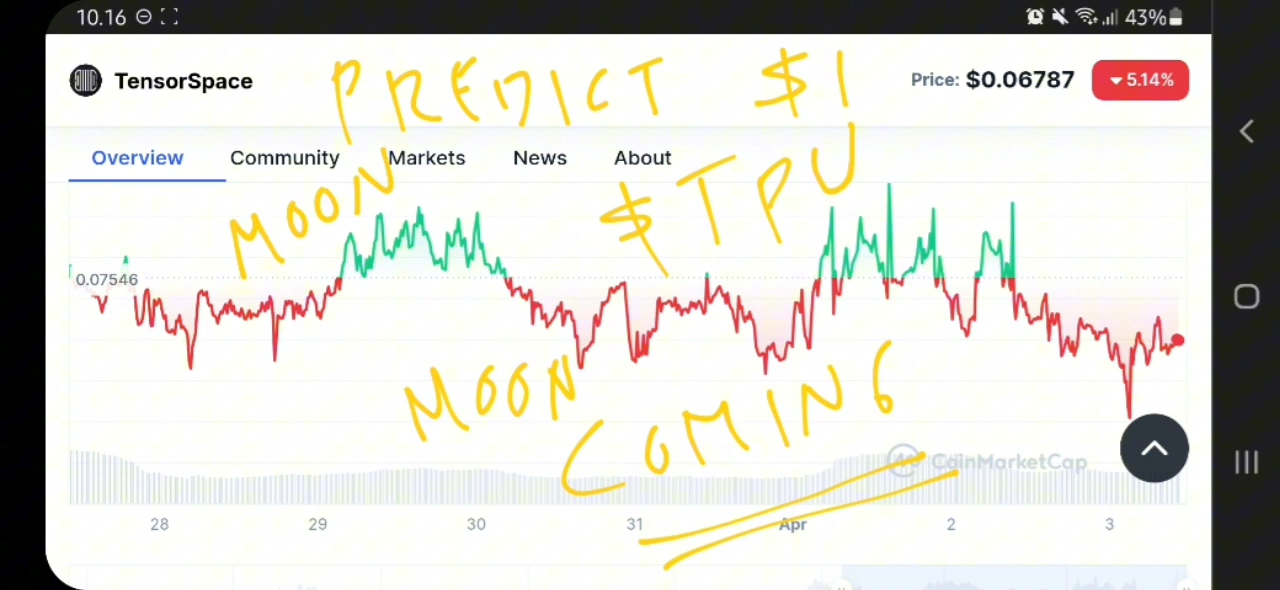 10.16 43%
TensorSpace Price: $0.06787 5.14%
PREDICT $1
Overview Community Markets News About
MOON $TPU
0.07546
MOON
COMING
CoinMarketCap
28 29 30 31 Apr 2 3